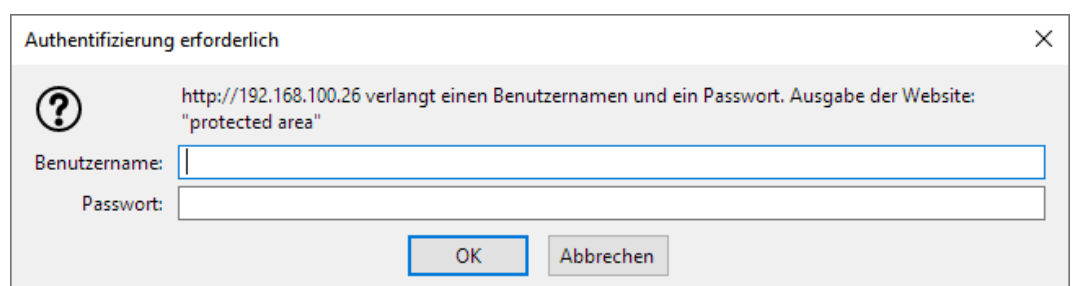 Authentifizierung erforderlich
http://192.168.100.26 verlangt einen Benutzernamen und ein Passwort. Ausgabe der Website:
"protected area"
Benutzername:
Passwort:
OK Abbrechen